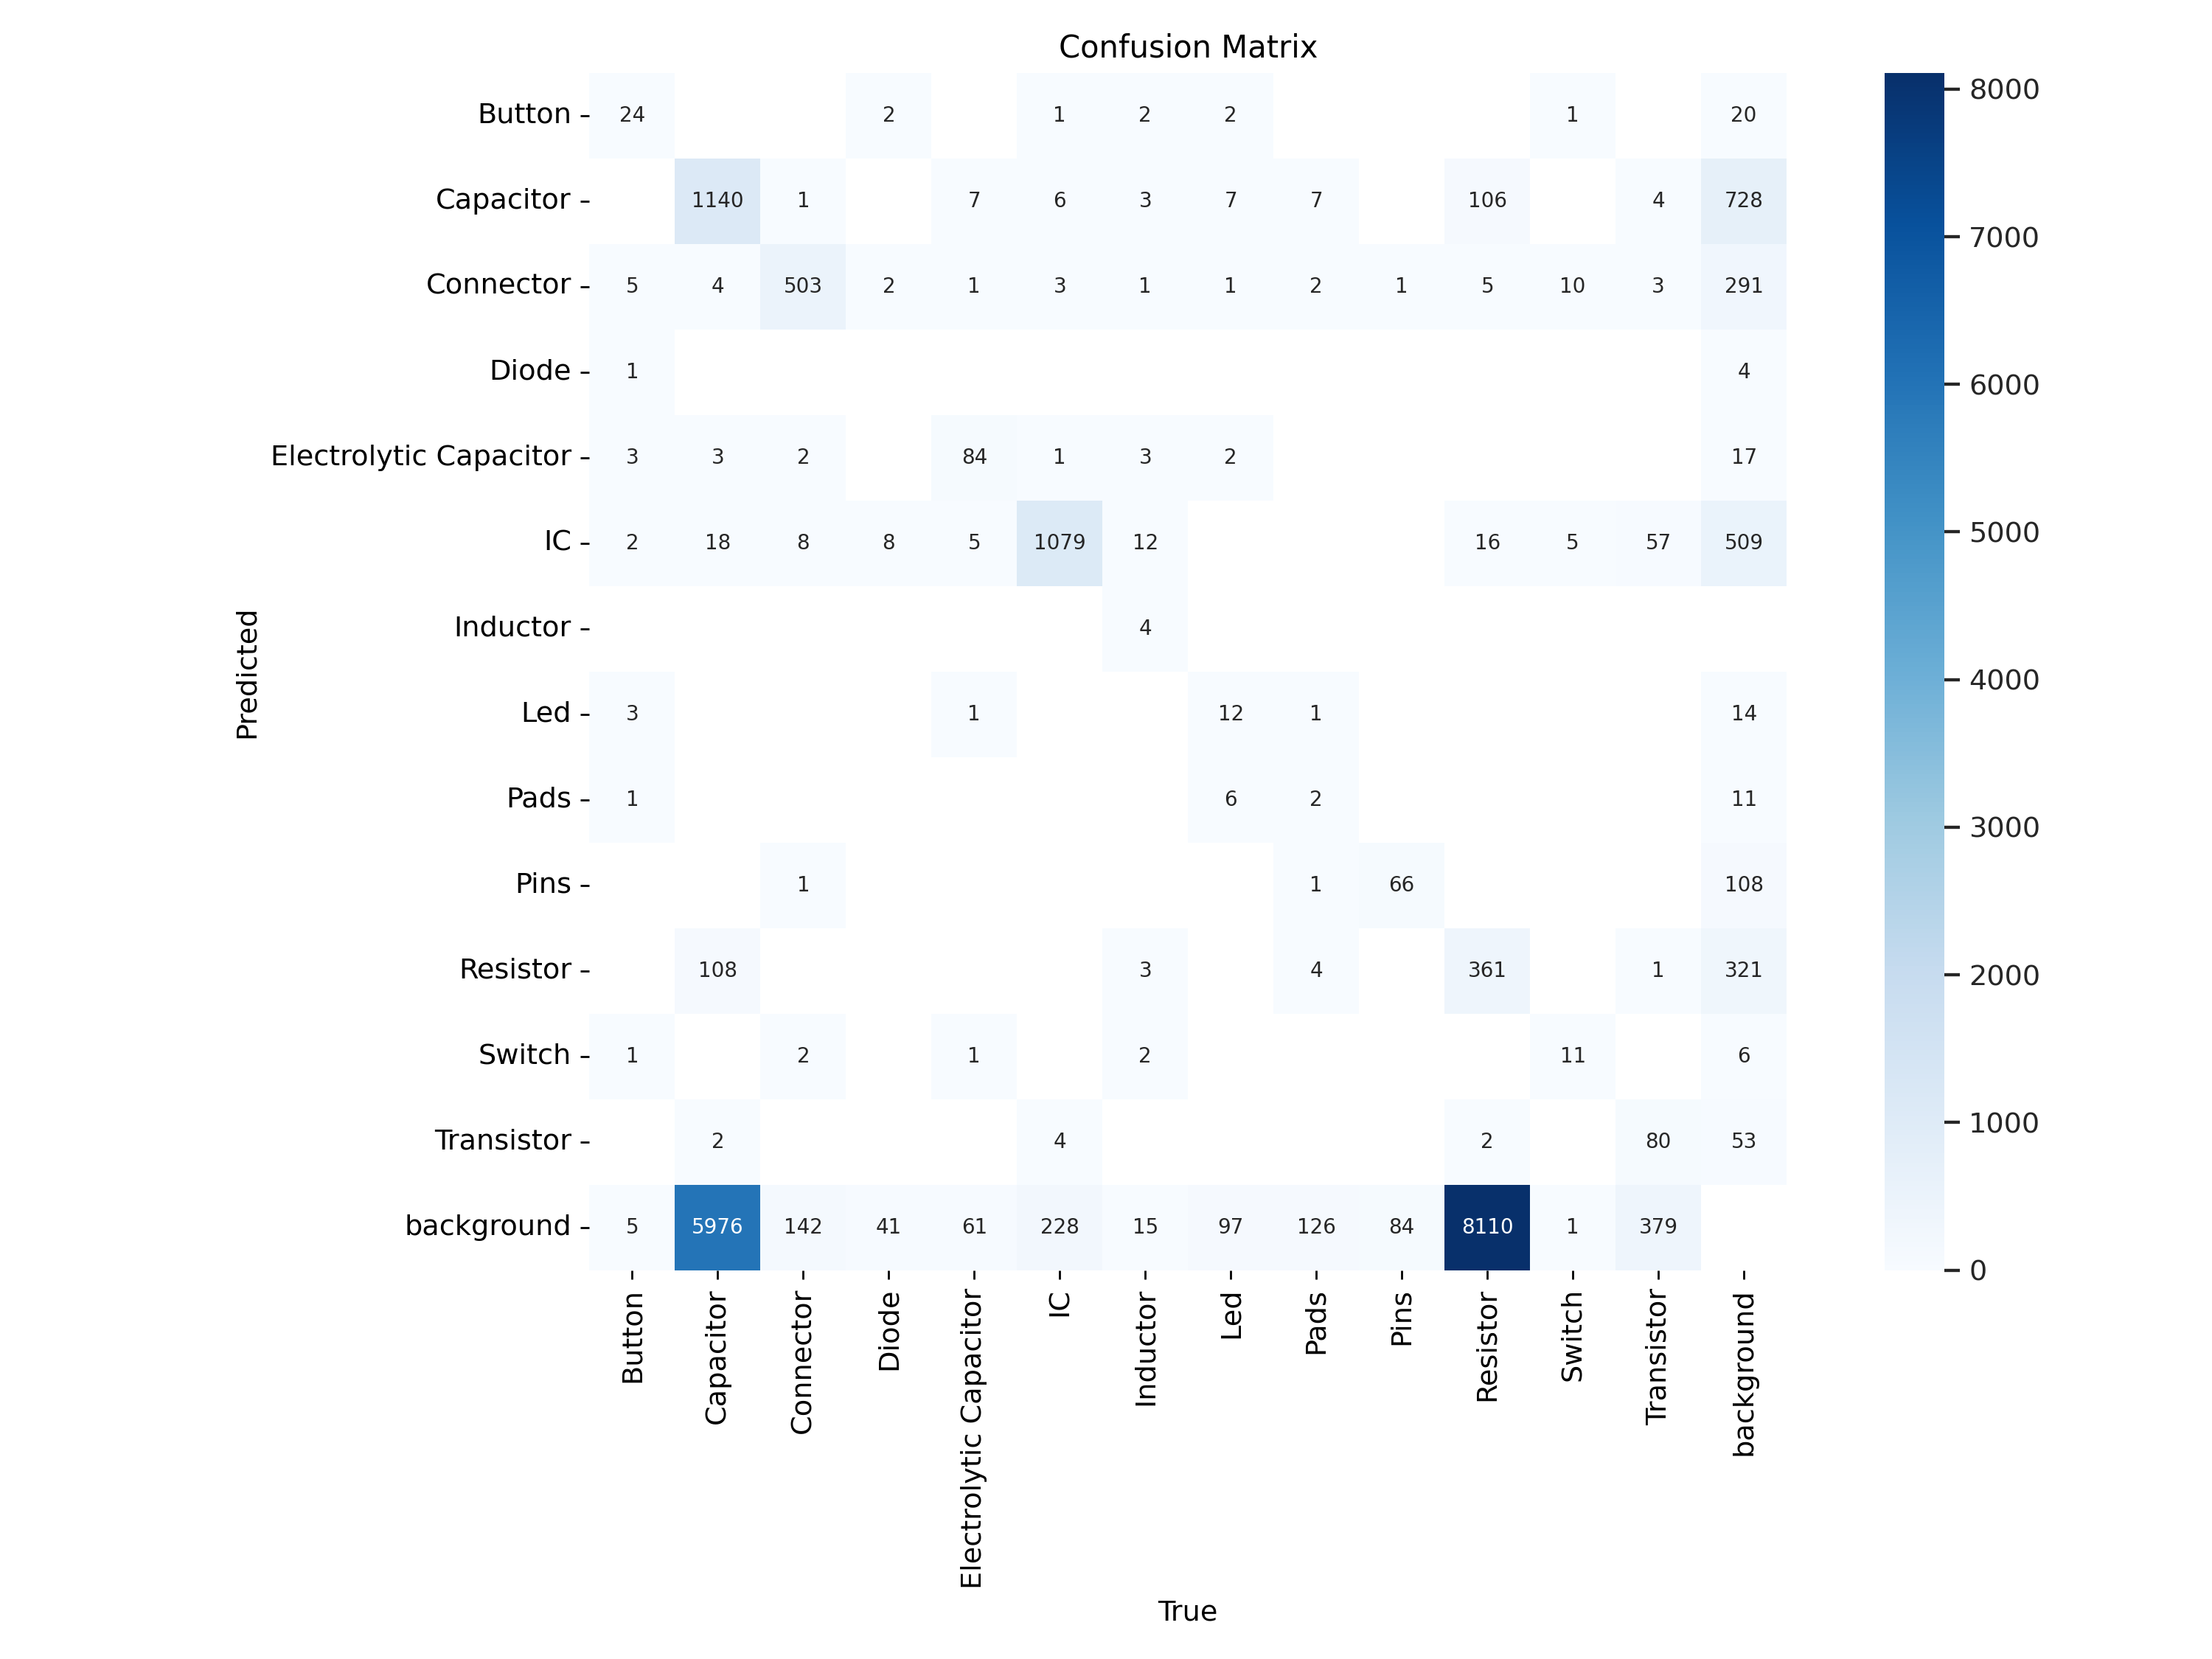 Confusion Matrix
Button 24 2 1 2 2 1 20
Capacitor 1140 1 7 6 3 7 7 106 4 728
Connector 5 4 503 2 1 3 1 1 2 1 5 10 3 291
Diode 1 4
Electrolytic Capacitor 3 3 2 84 1 3 2 17
IC 2 18 8 8 5 1079 12 16 5 57 509
Inductor 4
Led 3 1 12 1 14
Pads 1 6 2 11
Pins 1 1 66 108
Resistor 108 3 4 361 1 321
Switch 1 2 1 2 11 6
Transistor 2 4 2 80 53
background 5 5976 142 41 61 228 15 97 126 84 8110 1 379
Predicted
Button
Capacitor
Connector
Diode
Electrolytic Capacitor
IC
Inductor
Led
Pads
Pins
Resistor
Switch
Transistor
background
True
8000
7000
6000
5000
4000
3000
2000
1000
0